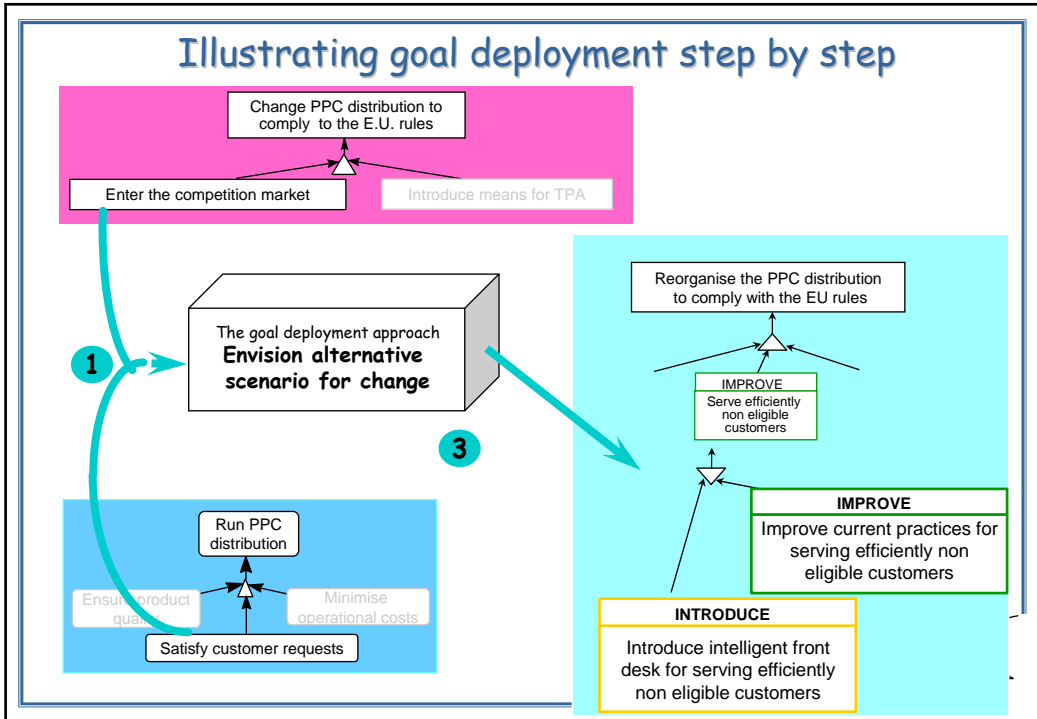 Illustrating goal deployment step by step
Change PPC distribution to
comply to the E.U. rules
Enter the competition market
Introduce means for TPA
Reorganise the PPC distribution
to comply with the EU rules
The goal deployment approach
Envision alternative
scenario for change
1
IMPROVE
Serve efficiently
non eligible
customers
3
IMPROVE
Improve current practices for
serving efficiently non
eligible customers
Run PPC
distribution
Ensure product
Minimise
operational costs
Satisfy customer requests
INTRODUCE
Introduce intelligent front
desk for serving efficiently
non eligible customers